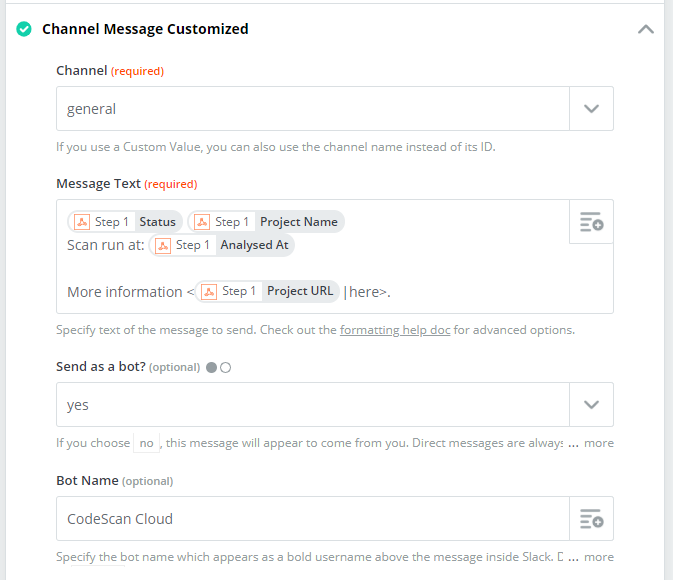 Channel Message Customized
Channel (required)
general
If you use a Custom Value, you can also use the channel name instead of its ID.
Message Text (required)
Step 1 Status Step 1 Project Name
Scan run at: Step 1 Analysed At
More information < Step 1 Project URL |here>.
Specify text of the message to send. Check out the formatting help doc for advanced options.
Send as a bot? (optional)
yes
If you choose no , this message will appear to come from you. Direct messages are always ... more
Bot Name (optional)
CodeScan Cloud
Specify the bot name which appears as a bold username above the message inside Slack. ... more